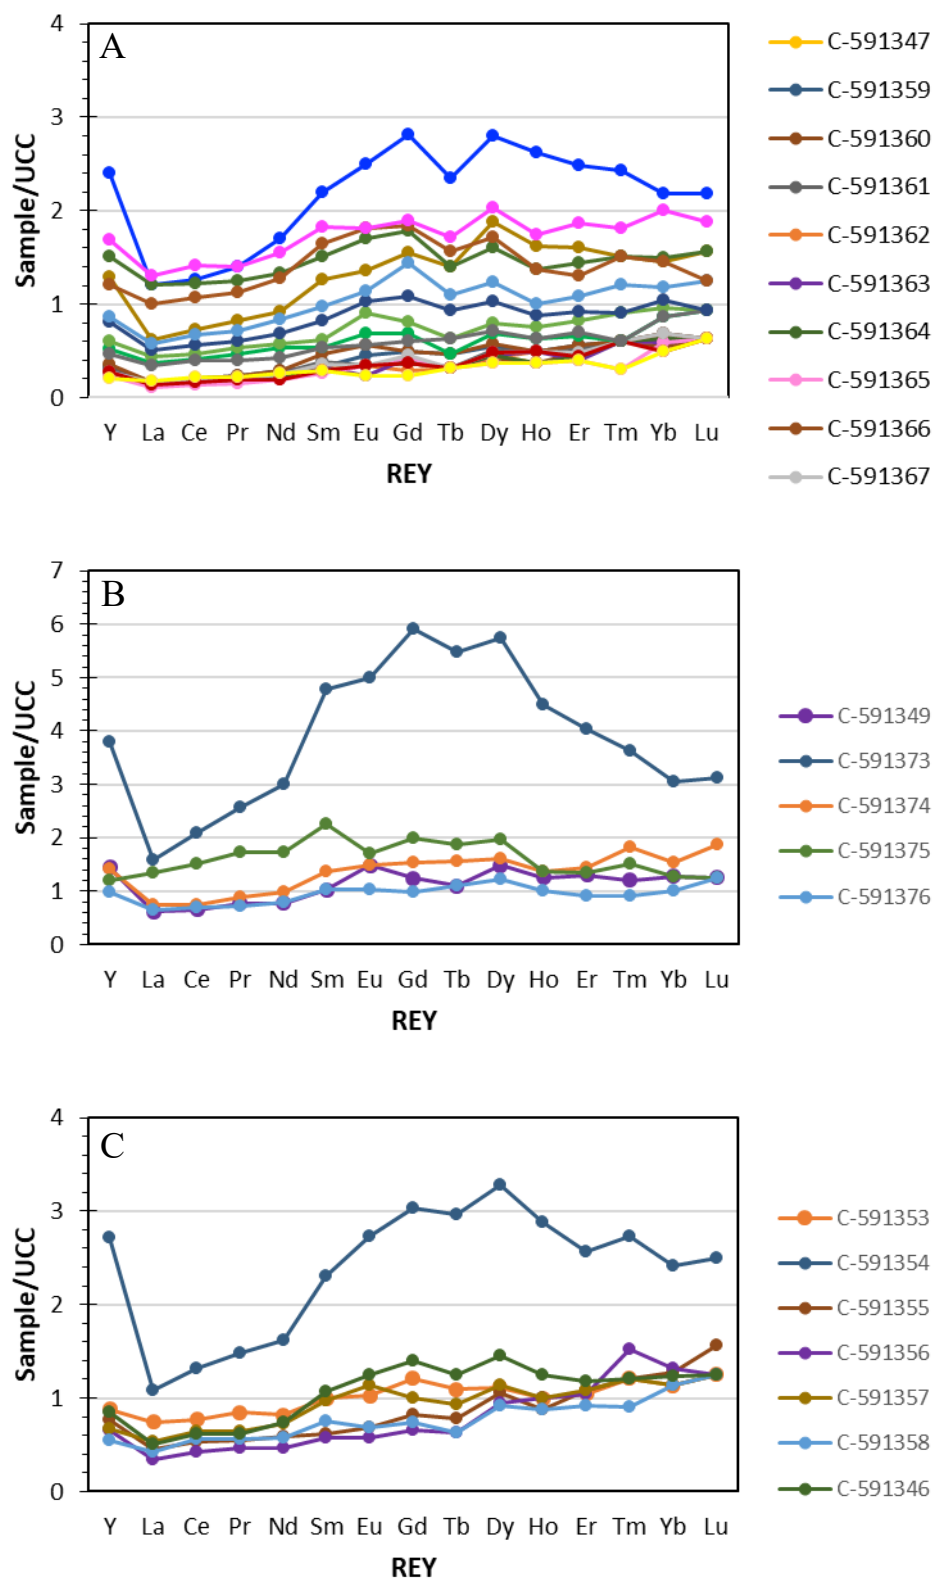 A
4
3
2
1
0
Sample/UCC
Y La Ce Pr Nd Sm Eu Gd Tb Dy Ho Er Tm Yb Lu
REY
C-591347
C-591359
C-591360
C-591361
C-591362
C-591363
C-591364
C-591365
C-591366
C-591367
B
7
6
5
4
3
2
1
0
Sample/UCC
Y La Ce Pr Nd Sm Eu Gd Tb Dy Ho Er Tm Yb Lu
REY
C-591349
C-591373
C-591374
C-591375
C-591376
C
4
3
2
1
0
Sample/UCC
Y La Ce Pr Nd Sm Eu Gd Tb Dy Ho Er Tm Yb Lu
REY
C-591353
C-591354
C-591355
C-591356
C-591357
C-591358
C-591346